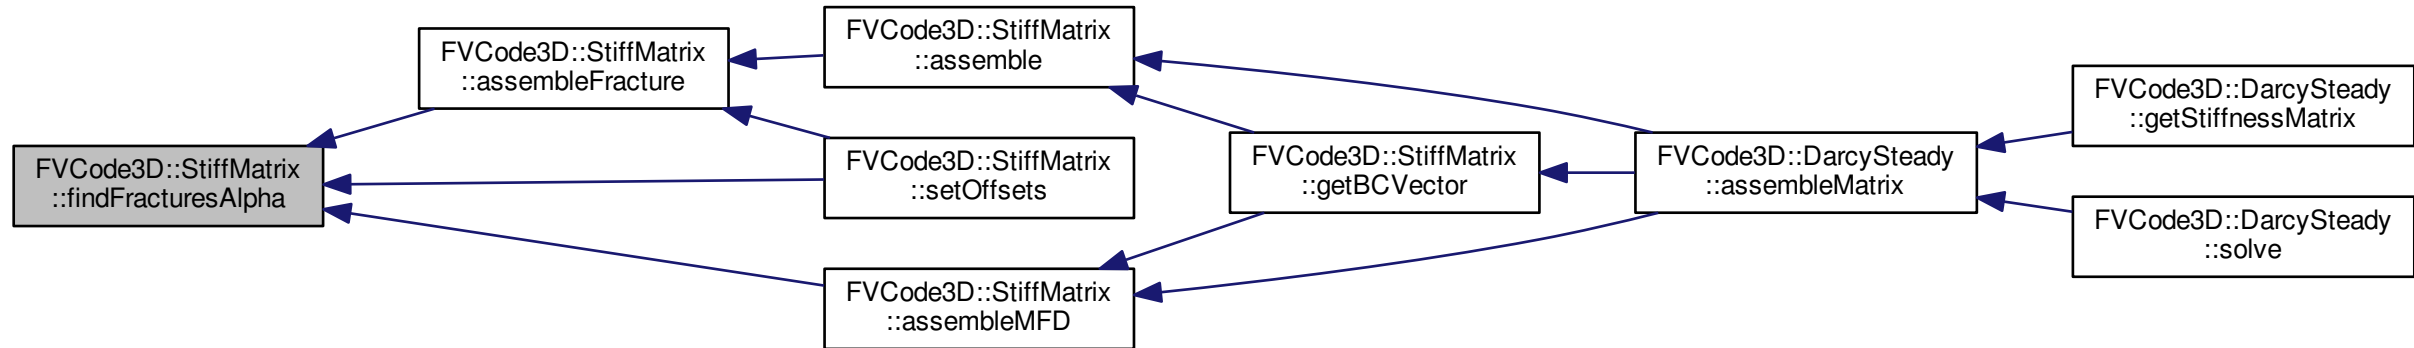 FVCode3D::StiffMatrix
::findFracturesAlpha
FVCode3D::StiffMatrix
::assembleFracture
FVCode3D::StiffMatrix
::assemble
FVCode3D::StiffMatrix
::setOffsets
FVCode3D::StiffMatrix
::assembleMFD
FVCode3D::StiffMatrix
::getBCVector
FVCode3D::DarcySteady
::assembleMatrix
FVCode3D::DarcySteady
::getStiffnessMatrix
FVCode3D::DarcySteady
::solve